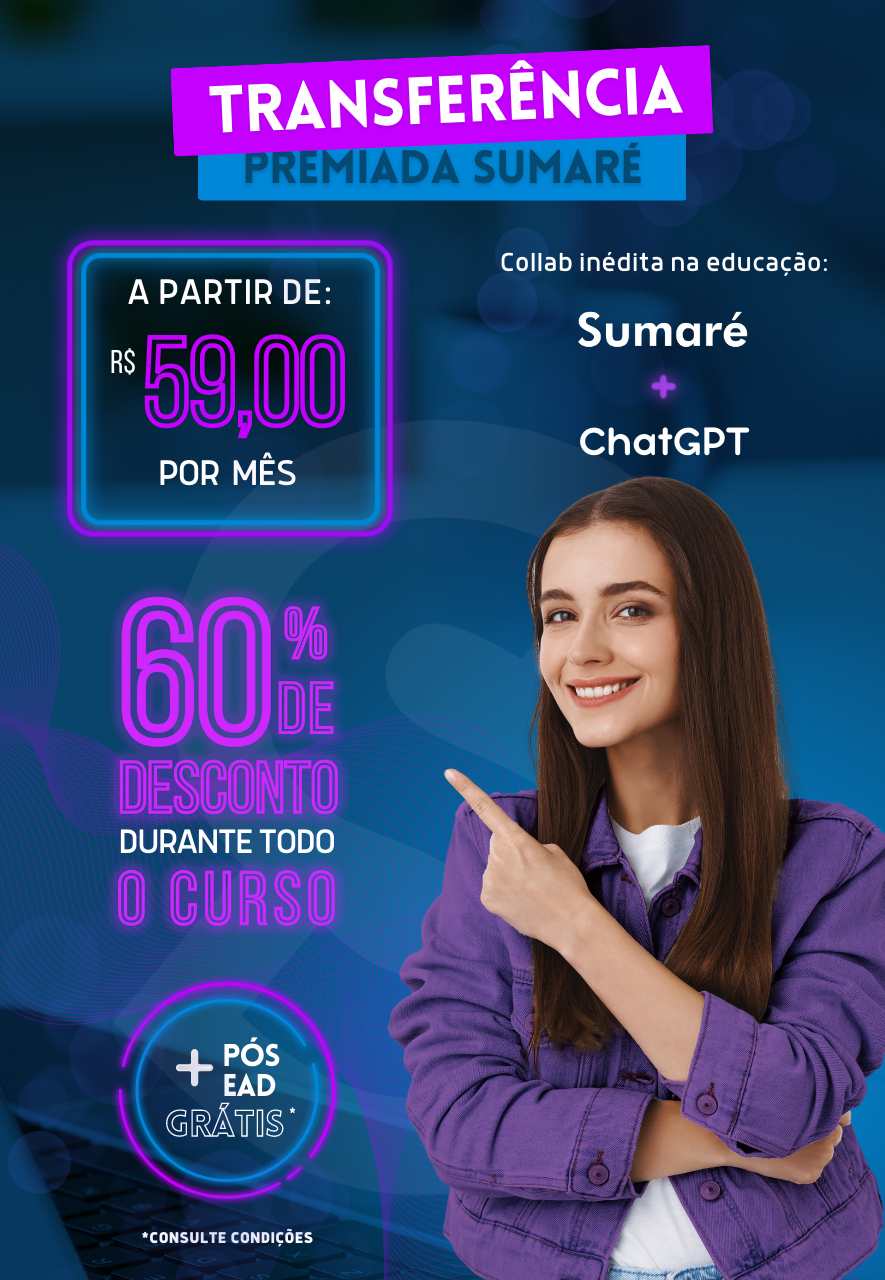 TRANSFERÊNCIA
PREMIADA SUMARÉ
A PARTIR DE:
R$ 59,00
POR MÊS
Collab inédita na educação:
Sumaré
+
ChatGPT
60%
DE
DESCONTO
DURANTE TODO
O CURSO
+ PÓS
EAD
GRÁTIS*
*CONSULTE CONDIÇÕES